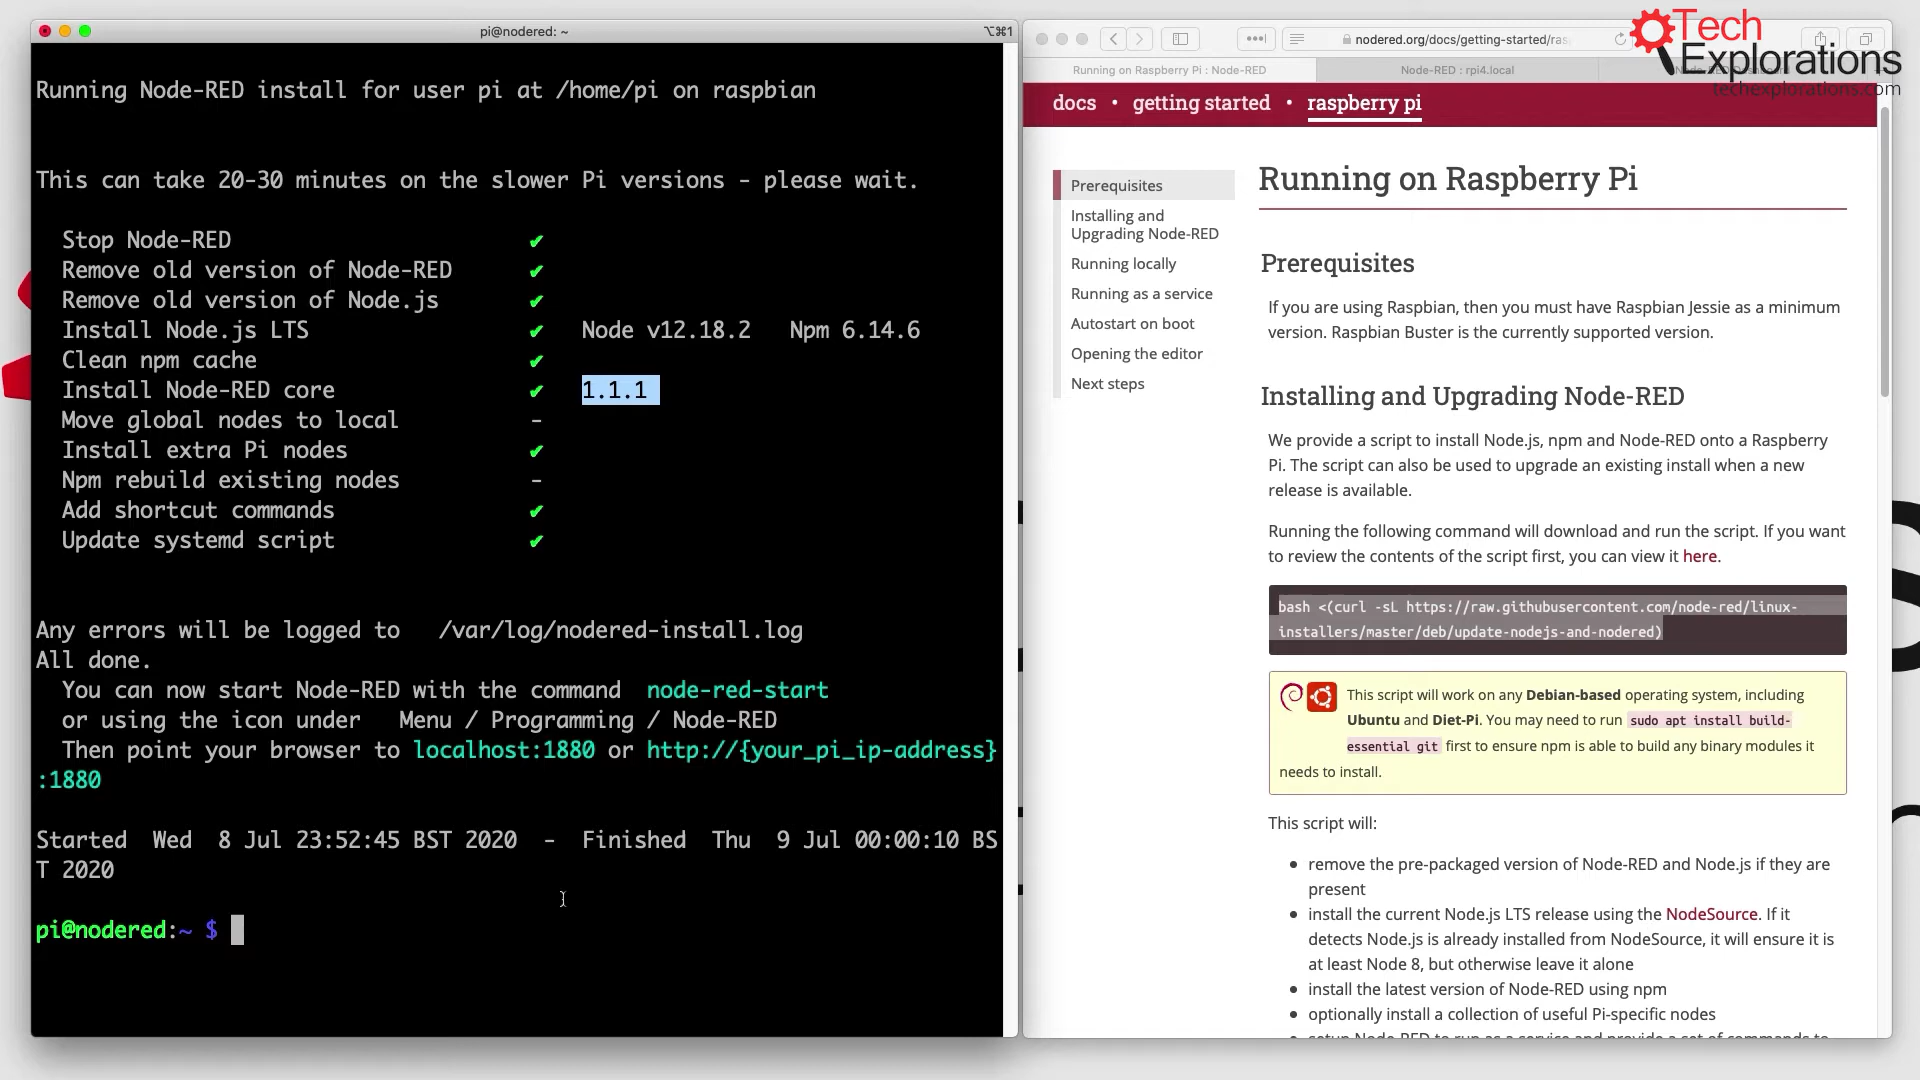 pi@nodered: ~
⌥⌘1
Running Node-RED install for user pi at /home/pi on raspbian
This can take 20-30 minutes on the slower Pi versions - please wait.
Stop Node-RED ✔
Remove old version of Node-RED ✔
Remove old version of Node.js ✔
Install Node.js LTS ✔ Node v12.18.2 Npm 6.14.6
Clean npm cache ✔
Install Node-RED core ✔ 1.1.1
Move global nodes to local -
Install extra Pi nodes ✔
Npm rebuild existing nodes -
Add shortcut commands ✔
Update systemd script ✔
Any errors will be logged to /var/log/nodered-install.log
All done.
You can now start Node-RED with the command node-red-start
or using the icon under Menu / Programming / Node-RED
Then point your browser to localhost:1880 or http://{your_pi_ip-address}
:1880
Started Wed 8 Jul 23:52:45 BST 2020 - Finished Thu 9 Jul 00:00:10 BS
T 2020
pi@nodered:~ $
nodered.org/docs/getting-started/ras
Running on Raspberry Pi : Node-RED
Node-RED : rpi4.local
Tech
Explorations
techexplorations.com
docs • getting started • raspberry pi
Prerequisites
Installing and
Upgrading Node-RED
Running locally
Running as a service
Autostart on boot
Opening the editor
Next steps
Running on Raspberry Pi
Prerequisites
If you are using Raspbian, then you must have Raspbian Jessie as a minimum
version. Raspbian Buster is the currently supported version.
Installing and Upgrading Node-RED
We provide a script to install Node.js, npm and Node-RED onto a Raspberry
Pi. The script can also be used to upgrade an existing install when a new
release is available.
Running the following command will download and run the script. If you want
to review the contents of the script first, you can view it here.
bash <(curl -sL https://raw.githubusercontent.com/node-red/linux-
installers/master/deb/update-nodejs-and-nodered)
This script will work on any Debian-based operating system, including
Ubuntu and Diet-Pi. You may need to run sudo apt install build-
essential git first to ensure npm is able to build any binary modules it
needs to install.
This script will:
• remove the pre-packaged version of Node-RED and Node.js if they are
present
• install the current Node.js LTS release using the NodeSource. If it
detects Node.js is already installed from NodeSource, it will ensure it is
at least Node 8, but otherwise leave it alone
• install the latest version of Node-RED using npm
• optionally install a collection of useful Pi-specific nodes
• setup Node-RED to run as a service and provide a set of commands to